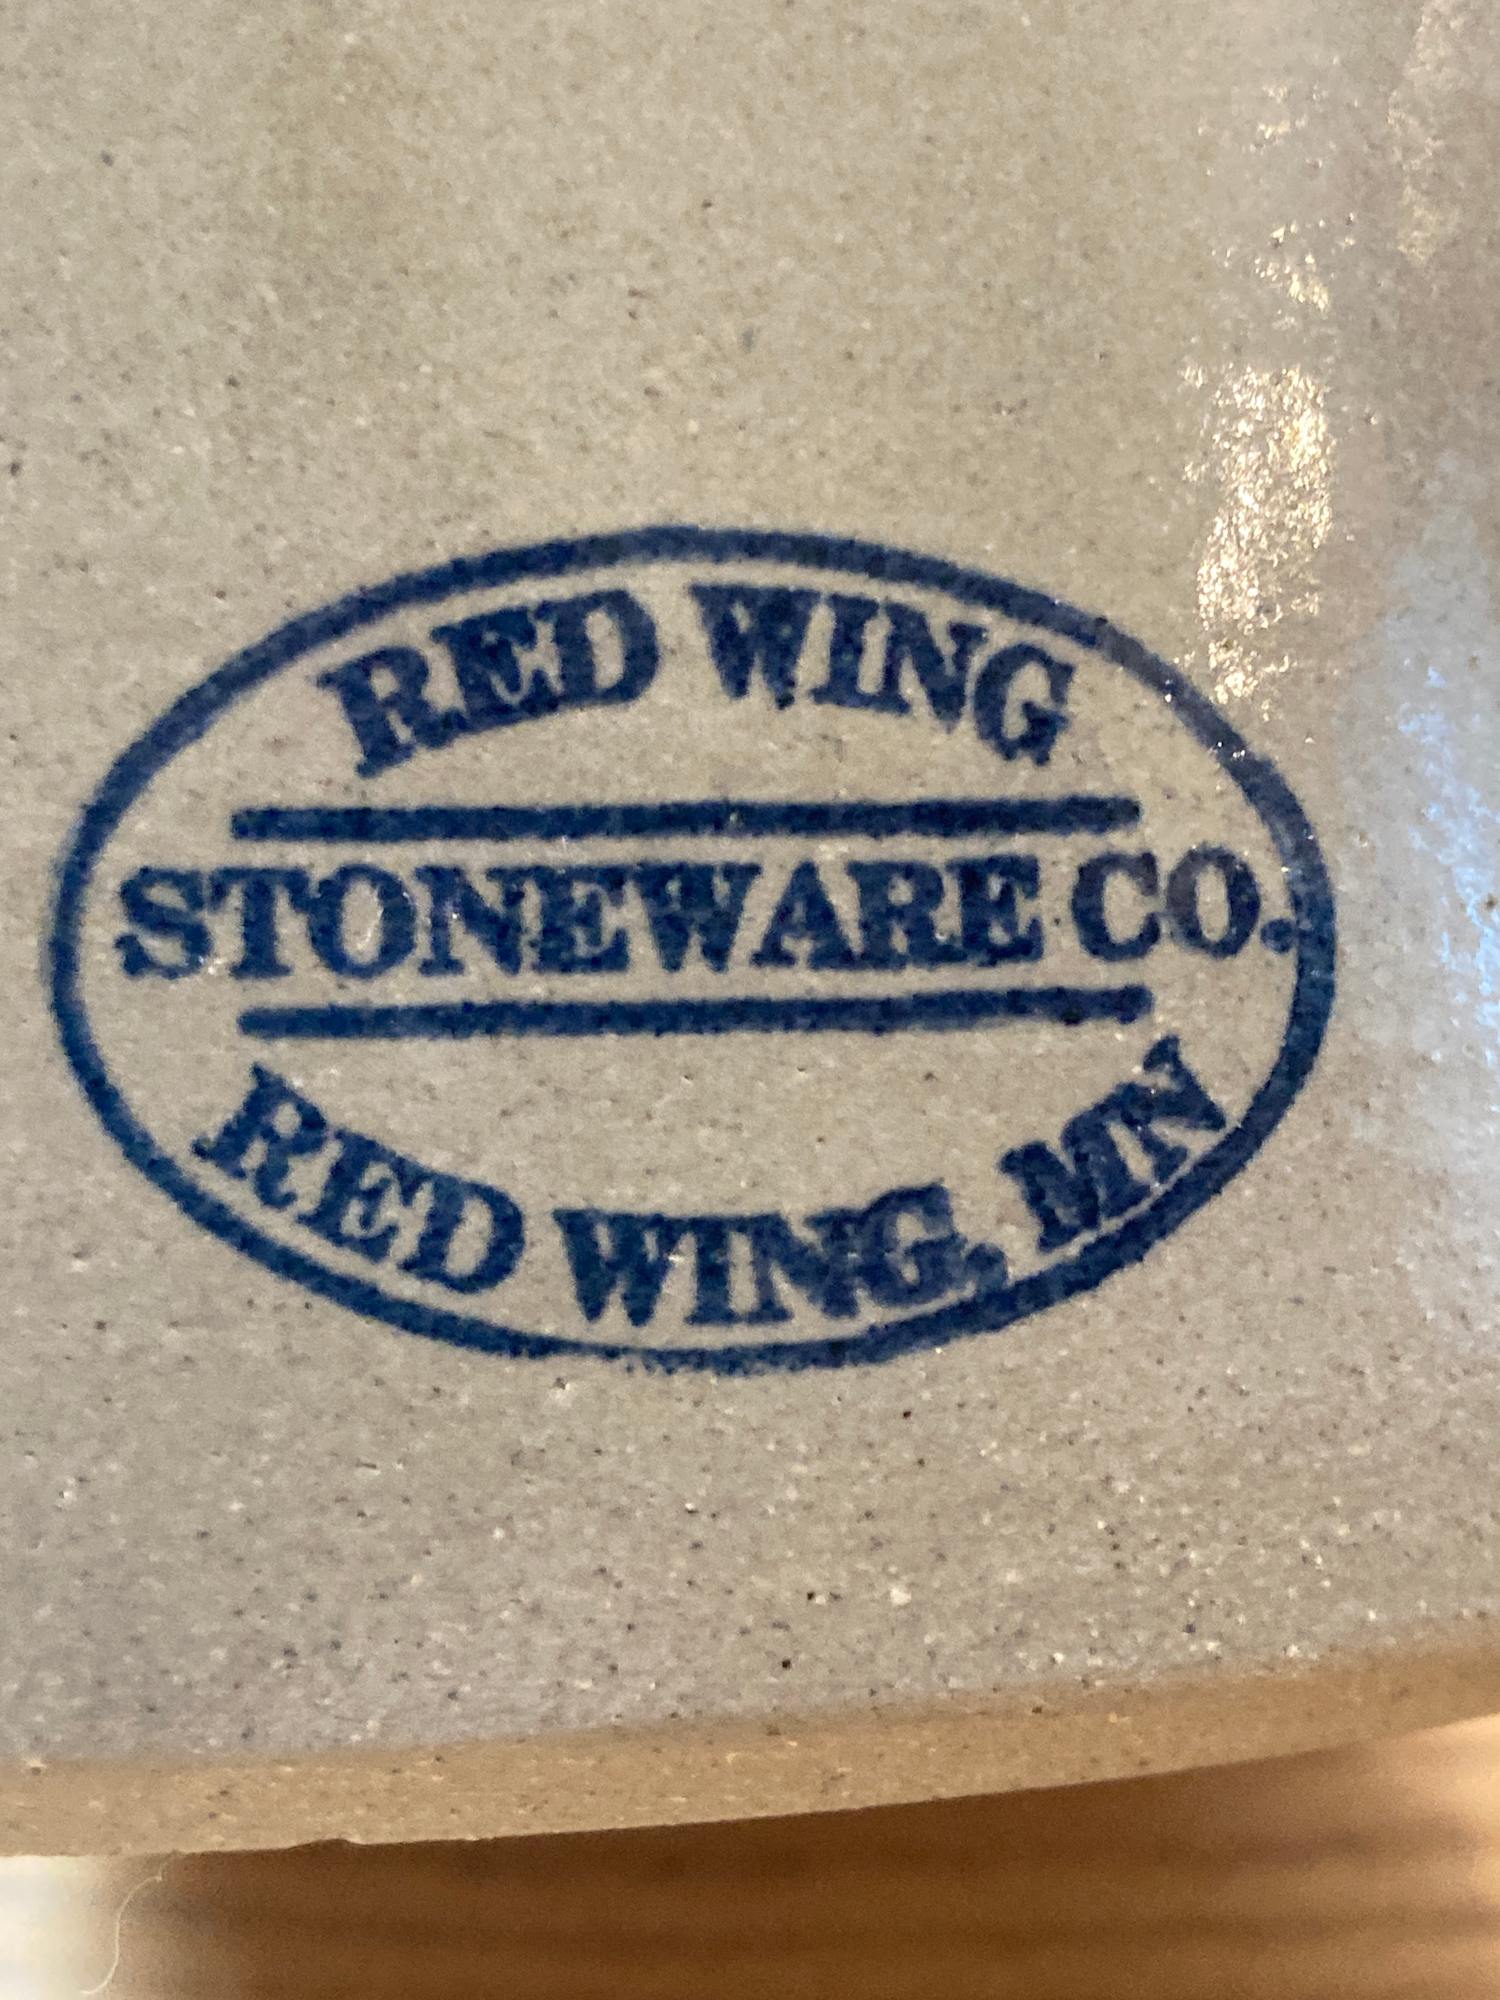 RED WING
STONEWARE CO.
RED WING, MN